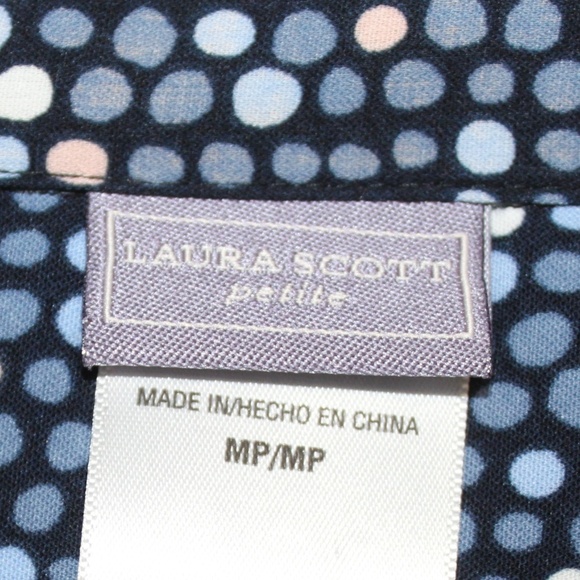 LAURA SCOTT
petite
MADE IN/HECHO EN CHINA
MP/MP